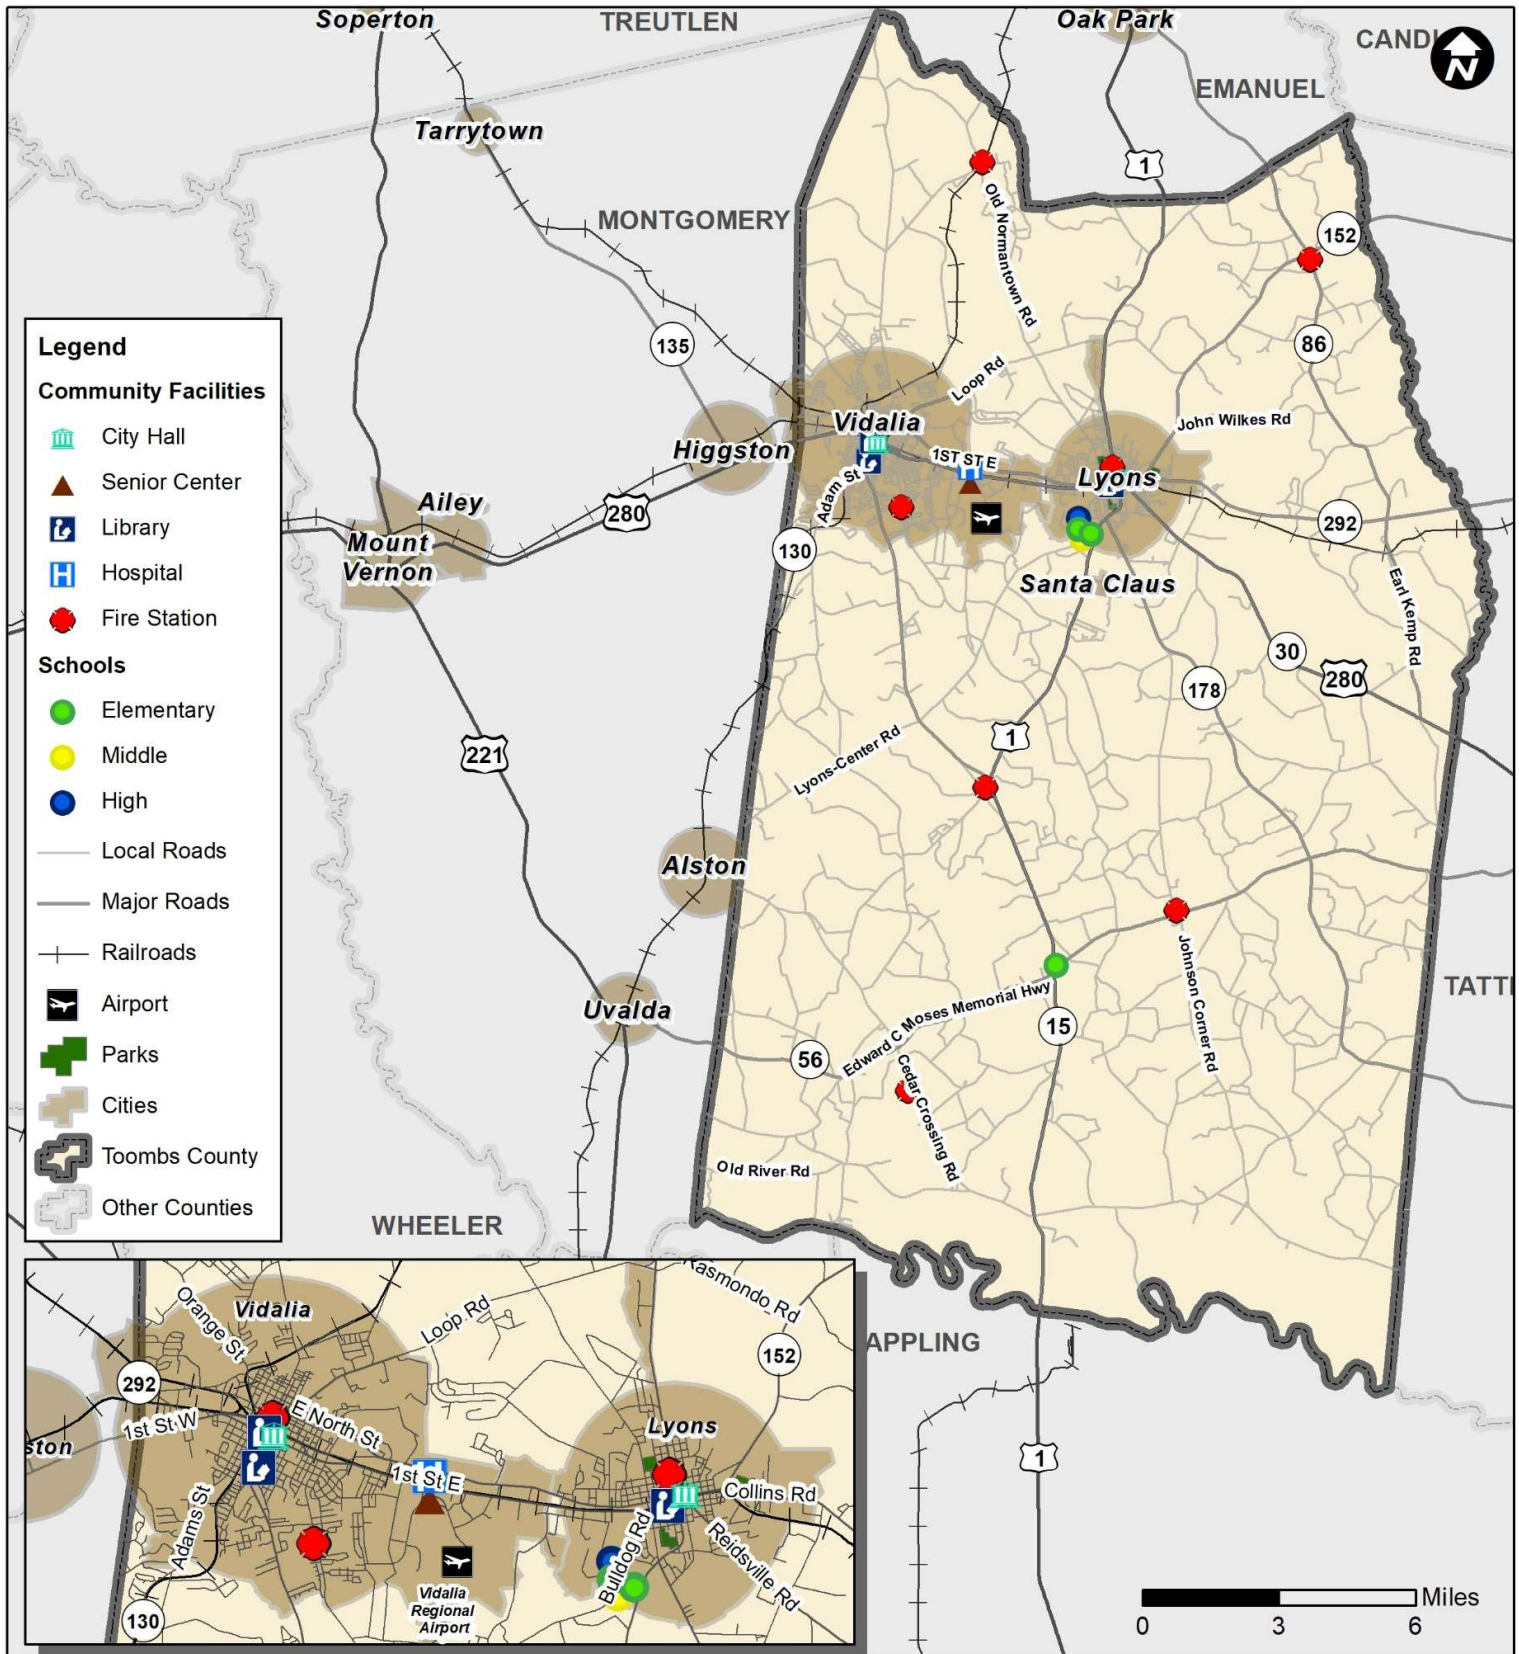 Soperton
TREUTLEN
Oak Park
CANDL
N
EMANUEL
Tarrytown
1
Old Normantown Rd
MONTGOMERY
152
135
86
Legend
Community Facilities
City Hall
Senior Center
Library
Hospital
Fire Station
Schools
Elementary
Middle
High
Local Roads
Major Roads
Railroads
Airport
Parks
Cities
Toombs County
Other Counties
Loop Rd
Vidalia
John Wilkes Rd
Higgston
1ST ST E
Lyons
Adam St
Ailey
280
292
Mount
Vernon
130
Santa Claus
Earl Kemp Rd
30
280
178
221
1
Lyons-Center Rd
Alston
Johnson Corner Rd
TATT
Uvalda
Edward C Moses Memorial Hwy
15
56
Cedar Crossing Rd
Old River Rd
WHEELER
APPLING
1
Miles
0
3
6
Orange St
Vidalia
Loop Rd
Rasmondo Rd
152
292
1st St W
E North St
Lyons
ston
1st St E
Collins Rd
Adams St
Bulldog Rd
Reidsville Rd
Vidalia
Regional
Airport
130